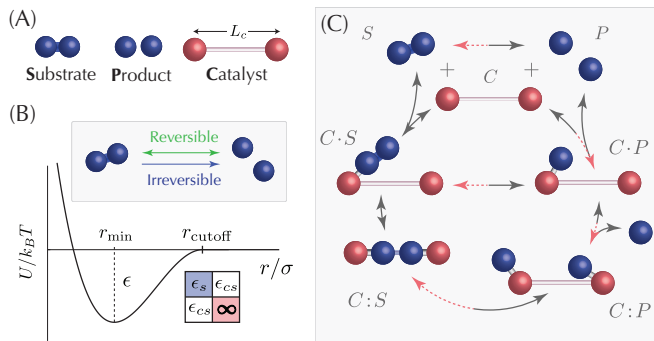 (A)
L_c
Substrate Product Catalyst
(B)
Reversible
Irreversible
U/k_BT
r_min
r_cutoff
r/σ
ϵ
ϵ_s ϵ_cs
ϵ_cs ∞
(C)
S P
+ C +
C·S C·P
C:S C:P